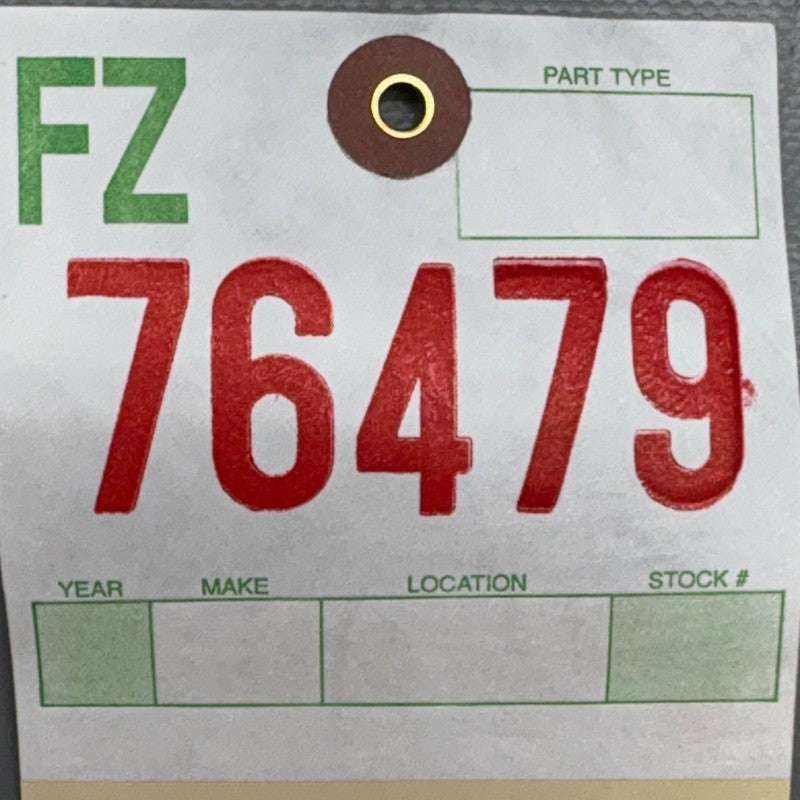 FZ
PART TYPE
76479
YEAR MAKE LOCATION STOCK #